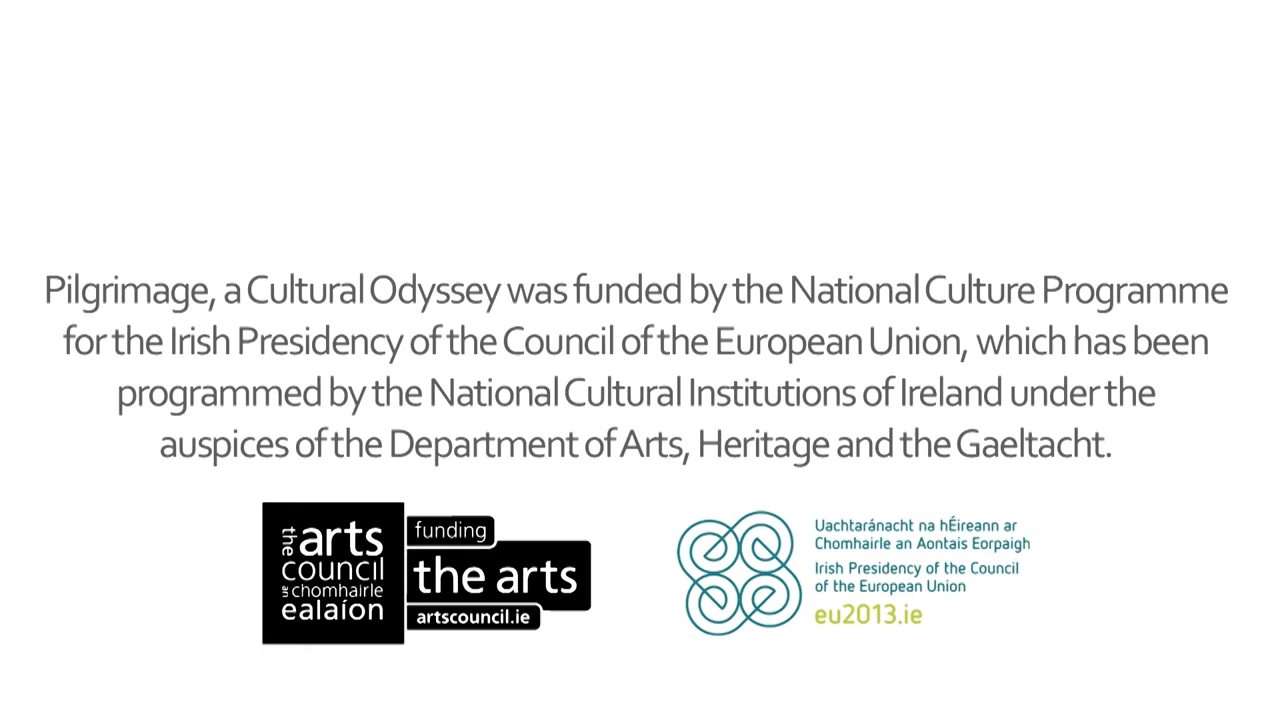 Pilgrimage, a Cultural Odyssey was funded by the National Culture Programme
for the Irish Presidency of the Council of the European Union, which has been
programmed by the National Cultural Institutions of Ireland under the
auspices of the Department of Arts, Heritage and the Gaeltacht.
the arts
council
an chomhairle
ealaíon
funding
the arts
artscouncil.ie
Uachtaránacht na hÉireann ar
Chomhairle an Aontais Eorpaigh
Irish Presidency of the Council
of the European Union
eu2013.ie